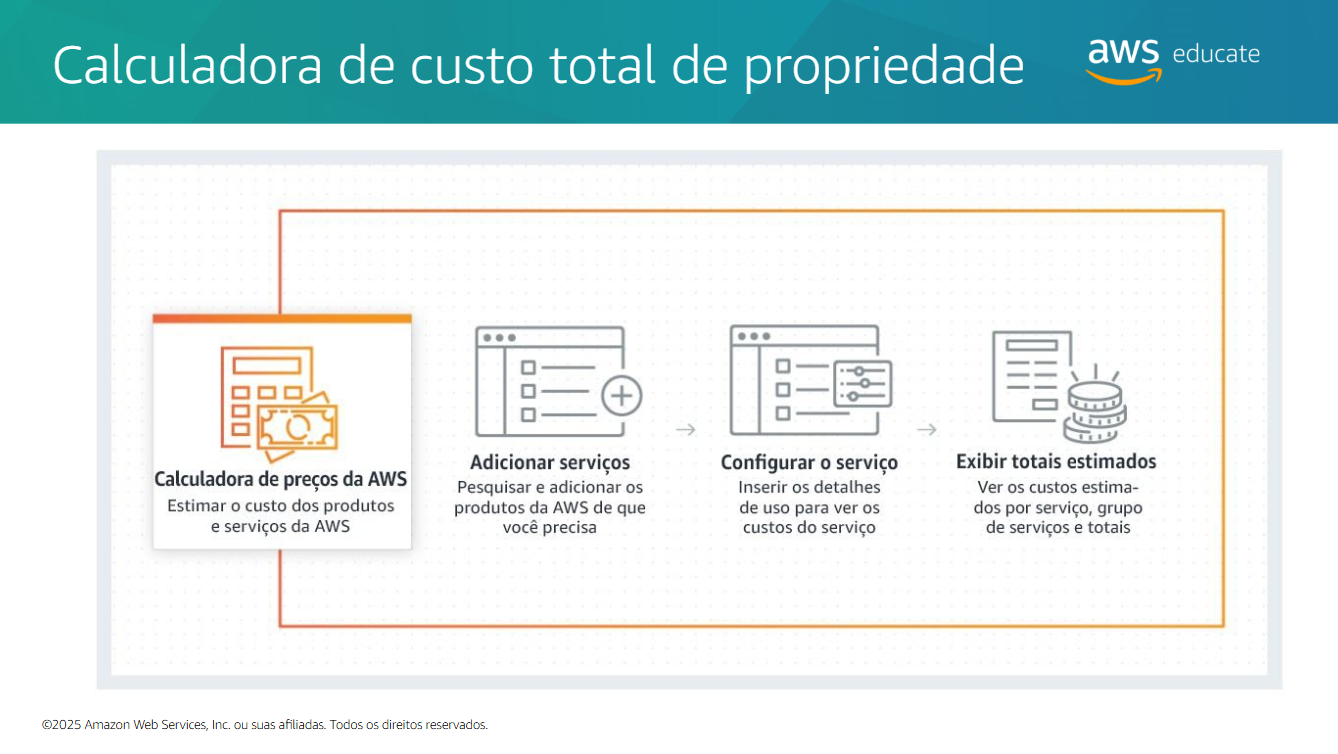 Calculadora de custo total de propriedade
aws educate
Calculadora de preços da AWS
Estimar o custo dos produtos
e serviços da AWS
Adicionar serviços
Pesquisar e adicionar os
produtos da AWS de que
você precisa
Configurar o serviço
Inserir os detalhes
de uso para ver os
custos do serviço
Exibir totais estimados
Ver os custos estima-
dos por serviço, grupo
de serviços e totais
©2025 Amazon Web Services, Inc. ou suas afiliadas. Todos os direitos reservados.